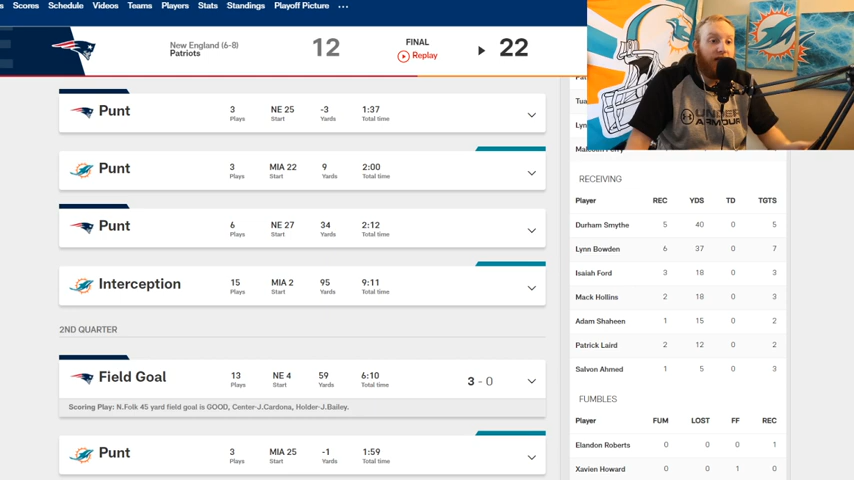 Scores Schedule Videos Teams Players Stats Standings Playoff Picture ...
New England (6-8)
Patriots
12
FINAL
Replay
22
Punt 3 NE 25 -3 1:37
Plays Start Yards Total time
Punt 3 MIA 22 9 2:00
Plays Start Yards Total time
Punt 6 NE 27 34 2:12
Plays Start Yards Total time
Interception 15 MIA 2 95 9:11
Plays Start Yards Total time
2ND QUARTER
Field Goal 13 NE 4 59 6:10 3 - 0
Plays Start Yards Total time
Scoring Play: N.Folk 45 yard field goal is GOOD, Center-J.Cardona, Holder-J.Bailey.
Punt 3 MIA 25 -1 1:59
Plays Start Yards Total time
UNDER
ARMOUR
RECEIVING
Player REC YDS TD TGTS
Durham Smythe 5 40 0 5
Lynn Bowden 6 37 0 7
Isaiah Ford 3 18 0 3
Mack Hollins 2 18 0 3
Adam Shaheen 1 15 0 2
Patrick Laird 2 12 0 2
Salvon Ahmed 1 5 0 3
FUMBLES
Player FUM LOST FF REC
Elandon Roberts 0 0 0 1
Xavien Howard 0 0 1 0